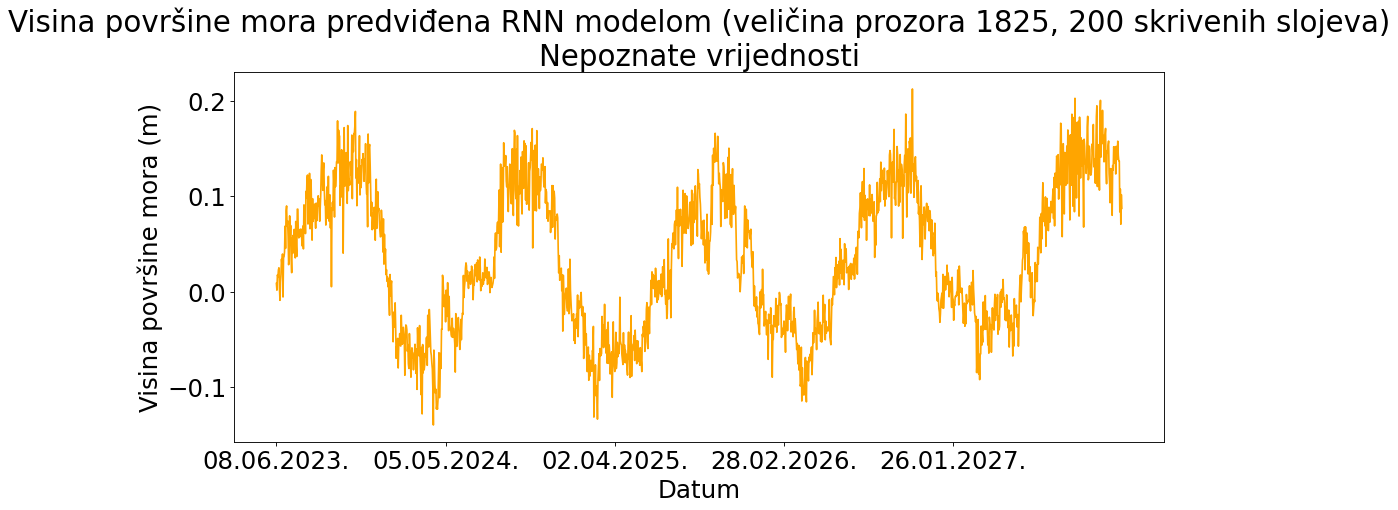 Visina površine mora predviđena RNN modelom (veličina prozora 1825, 200 skrivenih slojeva)
Nepoznate vrijednosti
Visina površine mora (m)
0.2
0.1
0.0
−0.1
08.06.2023. 05.05.2024. 02.04.2025. 28.02.2026. 26.01.2027.
Datum